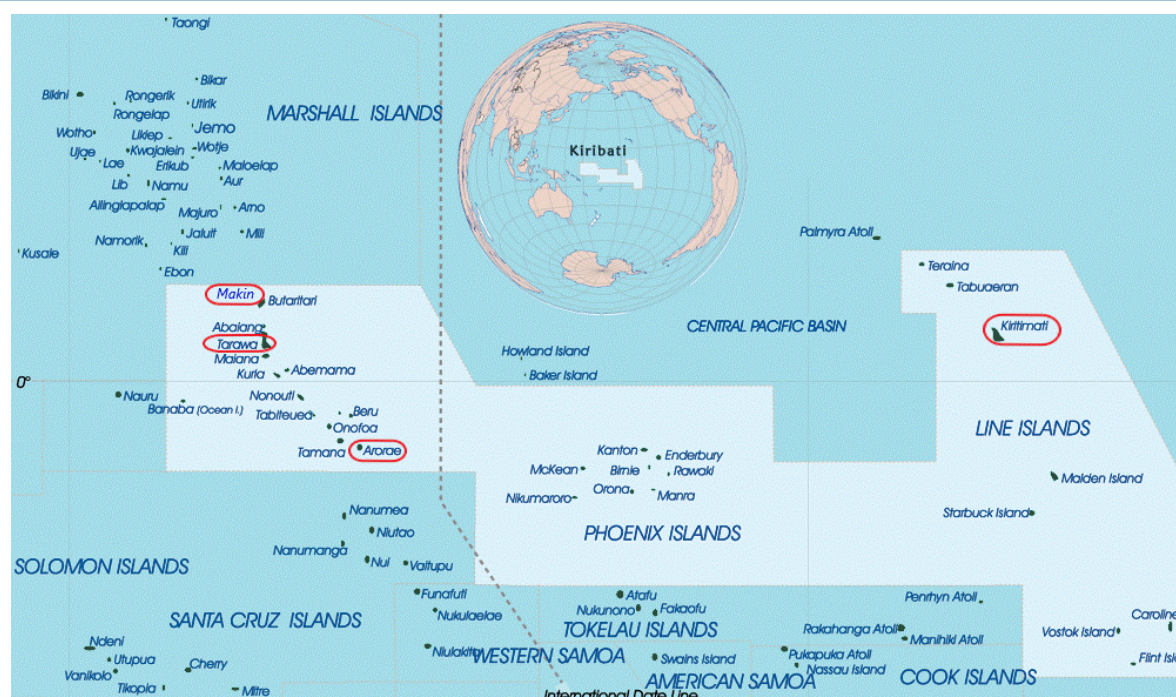 Taongi
Bikar
Bikini
Rongerik
Utirik
Rongelap
MARSHALL ISLANDS
Jemo
Wotho
Likiep
Ujae
Kwajalein
Wotje
Lae
Erikub
Maloelap
Lib
Namu
Aur
Ailinglapalap
Majuro
Arno
Jaluit
Mili
Namorik
Kili
Kusale
Ebon
Kiribati
Palmyra Atoll
Teraina
Tabuaeran
Makin
Butaritari
Abaiang
Tarawa
Maiana
Kuria
Abemama
CENTRAL PACIFIC BASIN
Kiritimati
Howland Island
Baker Island
0°
Nauru
Banaba (Ocean I.)
Nonouti
Tabiteuea
Beru
Onofoa
Tamana
Arorae
LINE ISLANDS
Kanton
Enderbury
McKean
Birnie
Rawaki
Nikumaroro
Orona
Manra
Malden Island
Starbuck Island
PHOENIX ISLANDS
Nanumea
Niutao
Nanumanga
Nui
Vaitupu
SOLOMON ISLANDS
Funafuti
Nukulaelae
Atafu
Nukunono
Fakaofu
Penrhyn Atoll
SANTA CRUZ ISLANDS
TOKELAU ISLANDS
Rakahanga Atoll
Manihiki Atoll
Vostok Island
Caroline
Ndeni
Utupua
Vanikolo
Cherry
Tikopia
Mitre
Niulakita
WESTERN SAMOA
Swains Island
Pukapuka Atoll
Nassau Island
AMERICAN SAMOA
COOK ISLANDS
Flint Isl
International Date Line